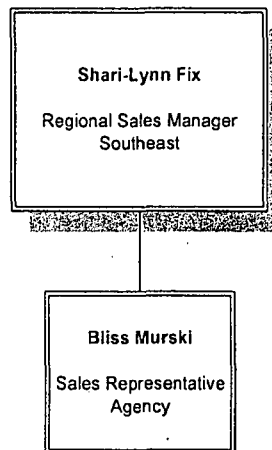 Shari-Lynn Fix
Regional Sales Manager
Southeast
Bliss Murski
Sales Representative
Agency